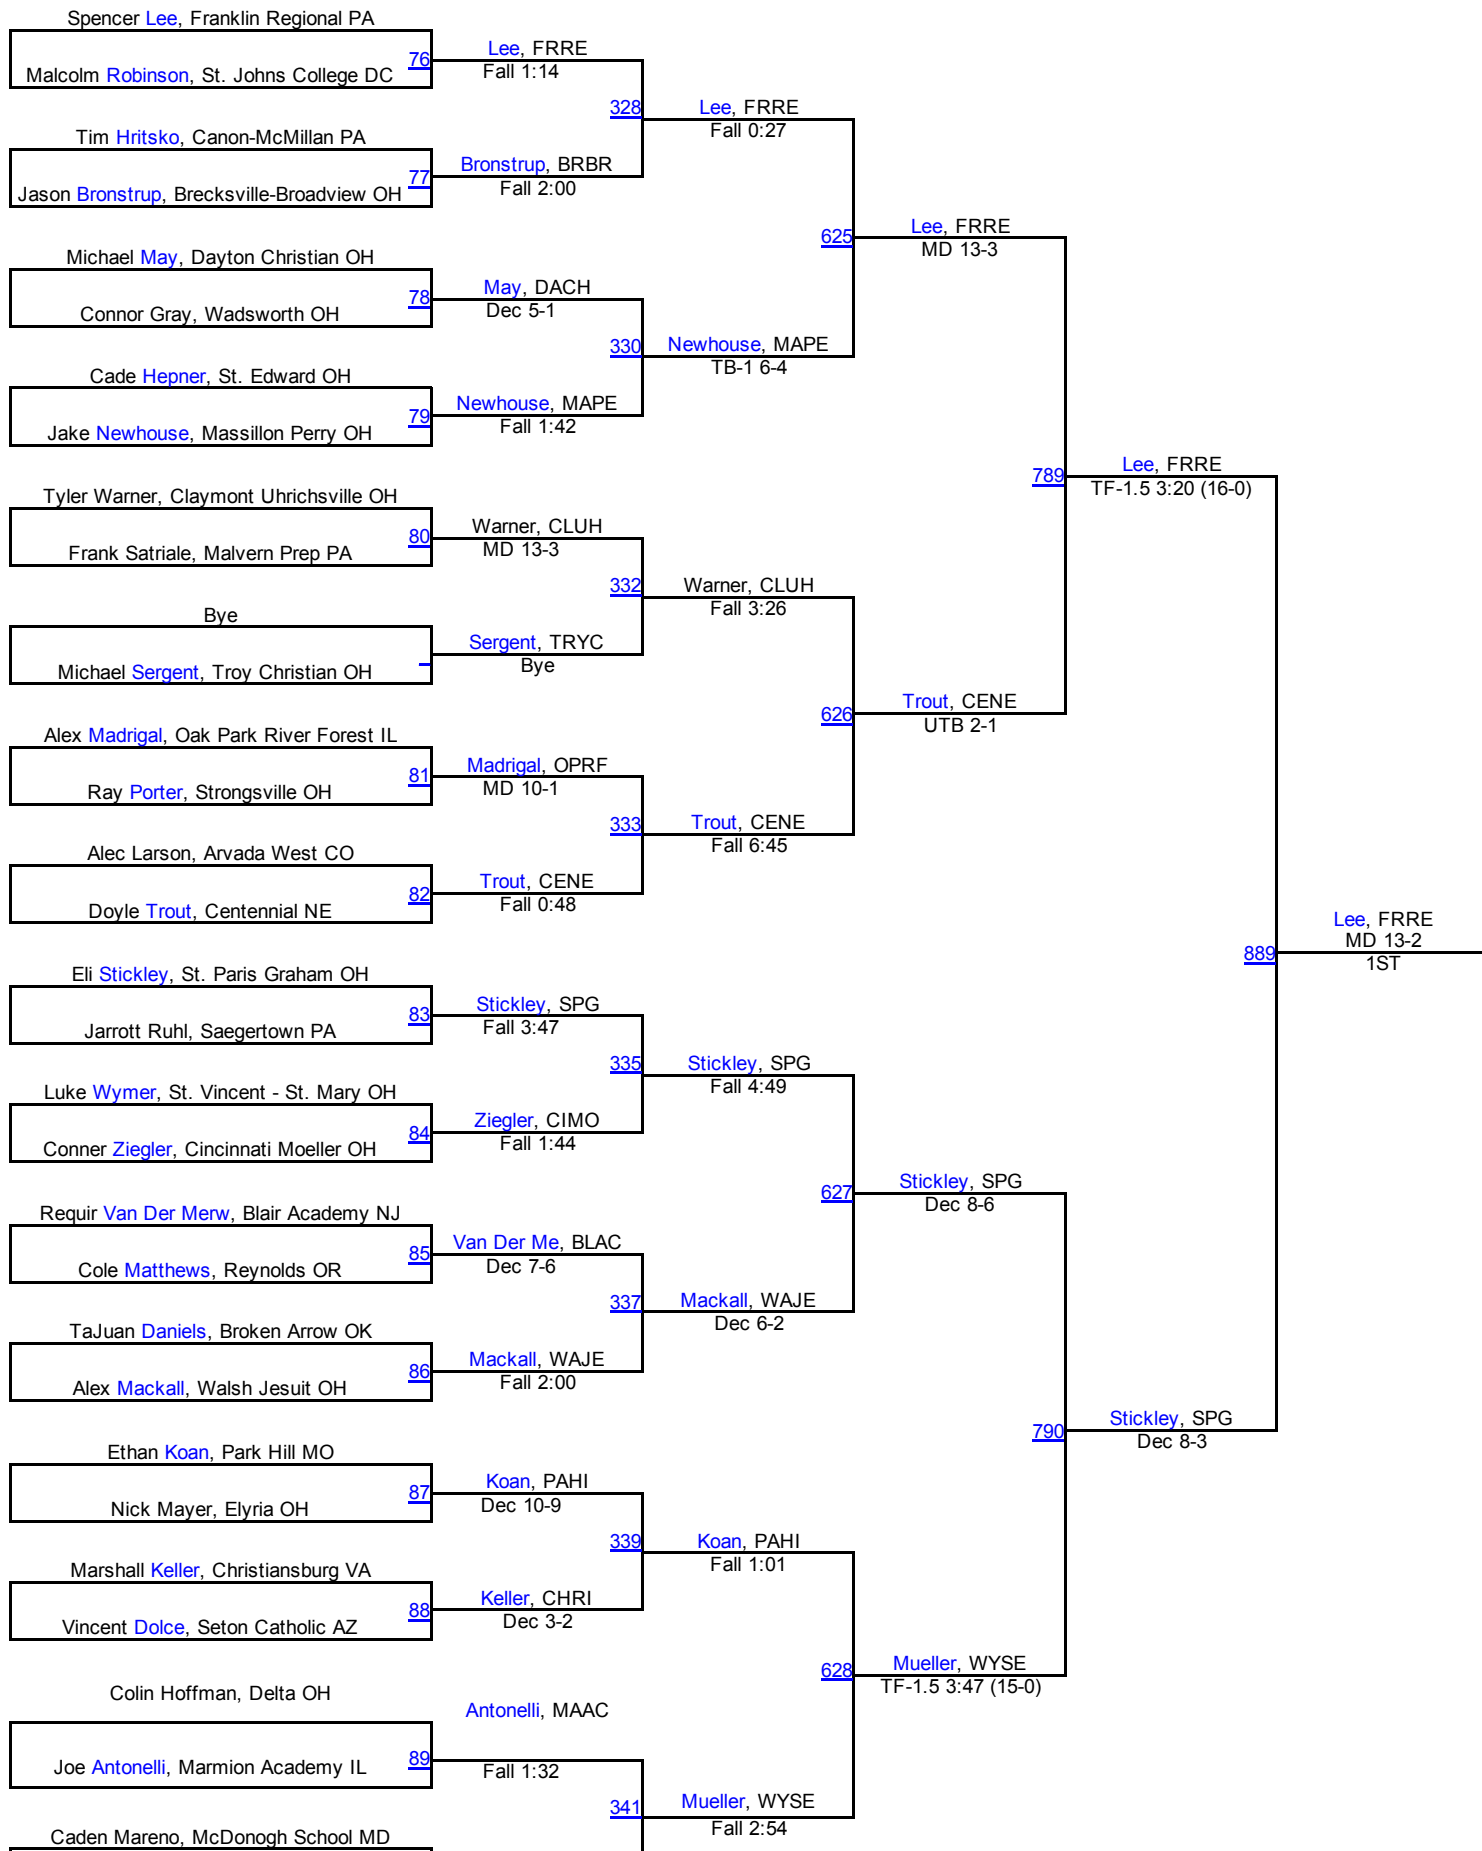 Spencer Lee, Franklin Regional PA
76
Malcolm Robinson, St. Johns College DC
Lee, FRRE
Fall 1:14
328
Lee, FRRE
Fall 0:27
Tim Hritsko, Canon-McMillan PA
77
Jason Bronstrup, Brecksville-Broadview OH
Bronstrup, BRBR
Fall 2:00
625
Lee, FRRE
MD 13-3
Michael May, Dayton Christian OH
78
Connor Gray, Wadsworth OH
May, DACH
Dec 5-1
330
Newhouse, MAPE
TB-1 6-4
Cade Hepner, St. Edward OH
79
Jake Newhouse, Massillon Perry OH
Newhouse, MAPE
Fall 1:42
789
Lee, FRRE
TF-1.5 3:20 (16-0)
Tyler Warner, Claymont Uhrichsville OH
80
Frank Satriale, Malvern Prep PA
Warner, CLUH
MD 13-3
332
Warner, CLUH
Fall 3:26
Bye
Michael Sergent, Troy Christian OH
Sergent, TRYC
Bye
626
Trout, CENE
UTB 2-1
Alex Madrigal, Oak Park River Forest IL
81
Ray Porter, Strongsville OH
Madrigal, OPRF
MD 10-1
333
Trout, CENE
Fall 6:45
Alec Larson, Arvada West CO
82
Doyle Trout, Centennial NE
Trout, CENE
Fall 0:48
889
Lee, FRRE
MD 13-2
1ST
Eli Stickley, St. Paris Graham OH
83
Jarrott Ruhl, Saegertown PA
Stickley, SPG
Fall 3:47
335
Stickley, SPG
Fall 4:49
Luke Wymer, St. Vincent - St. Mary OH
84
Conner Ziegler, Cincinnati Moeller OH
Ziegler, CIMO
Fall 1:44
627
Stickley, SPG
Dec 8-6
Requir Van Der Merw, Blair Academy NJ
85
Cole Matthews, Reynolds OR
Van Der Me, BLAC
Dec 7-6
337
Mackall, WAJE
Dec 6-2
TaJuan Daniels, Broken Arrow OK
86
Alex Mackall, Walsh Jesuit OH
Mackall, WAJE
Fall 2:00
790
Stickley, SPG
Dec 8-3
Ethan Koan, Park Hill MO
87
Nick Mayer, Elyria OH
Koan, PAHI
Dec 10-9
339
Koan, PAHI
Fall 1:01
Marshall Keller, Christiansburg VA
88
Vincent Dolce, Seton Catholic AZ
Keller, CHRI
Dec 3-2
628
Mueller, WYSE
TF-1.5 3:47 (15-0)
Colin Hoffman, Delta OH
89
Joe Antonelli, Marmion Academy IL
Antonelli, MAAC
Fall 1:32
341
Mueller, WYSE
Fall 2:54
Caden Mareno, McDonogh School MD